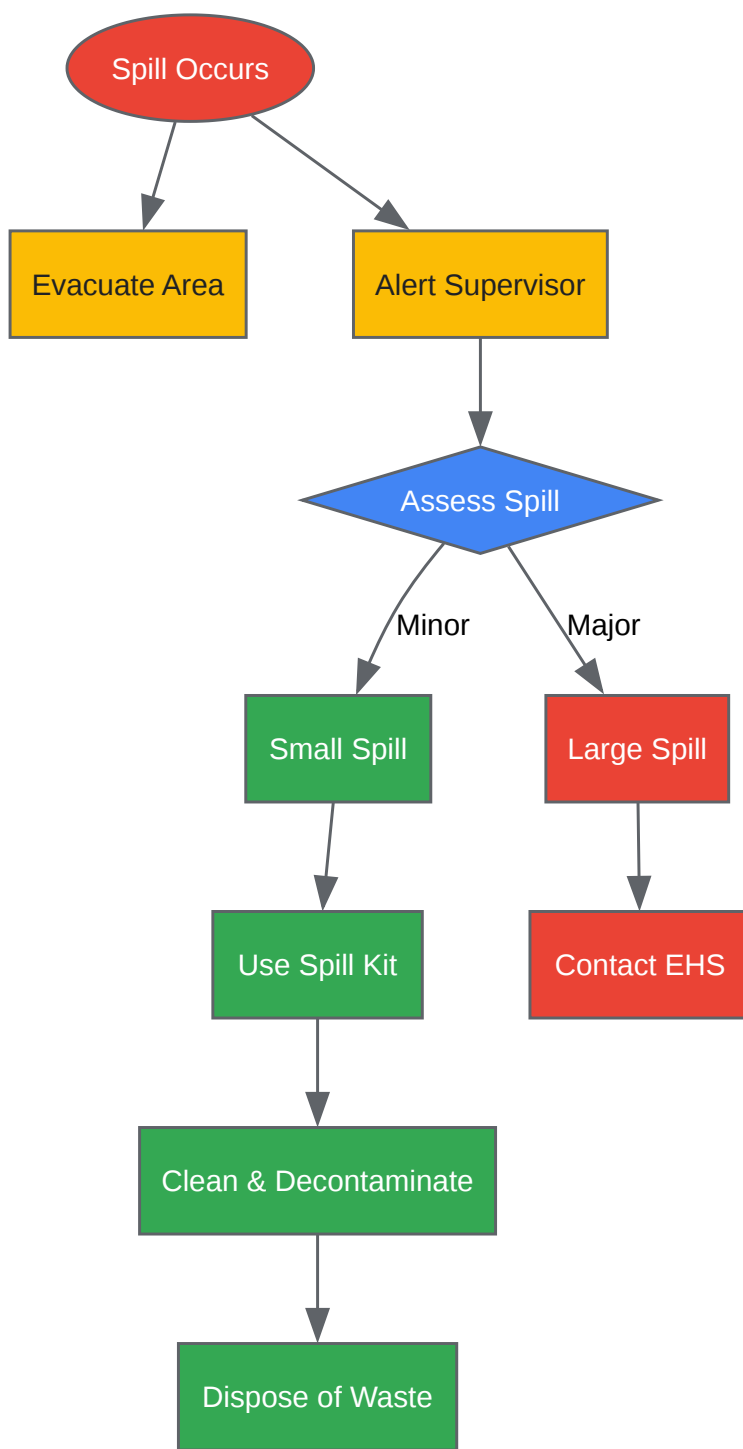 Spill Occurs
Evacuate Area
Alert Supervisor
Assess Spill
Minor
Major
Small Spill
Large Spill
Use Spill Kit
Contact EHS
Clean & Decontaminate
Dispose of Waste